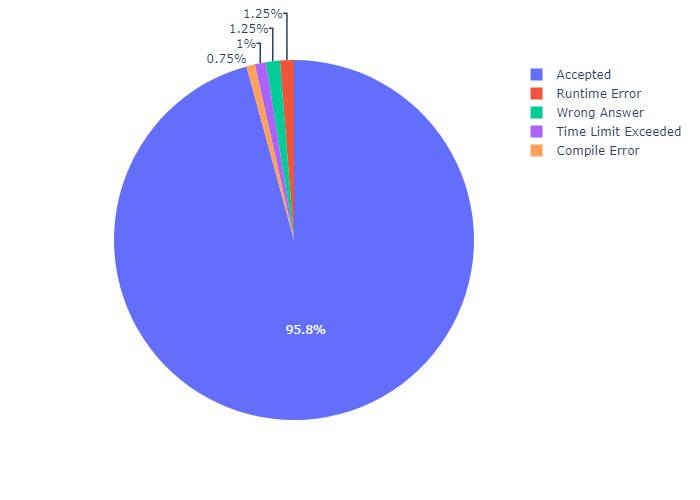 1.25%
1.25%
1%
0.75%
95.8%
Accepted
Runtime Error
Wrong Answer
Time Limit Exceeded
Compile Error